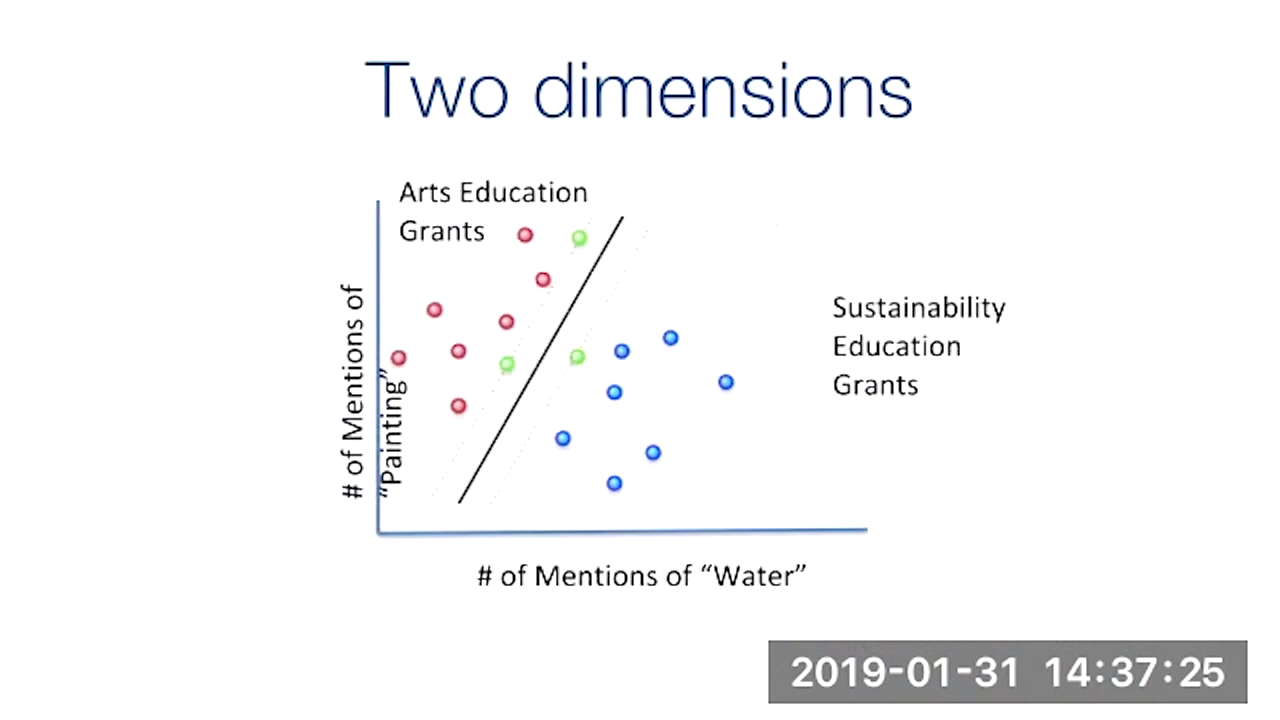 Two dimensions
Arts Education
Grants
# of Mentions of
“Painting”
Sustainability
Education
Grants
# of Mentions of “Water”
2019-01-31 14:37:25